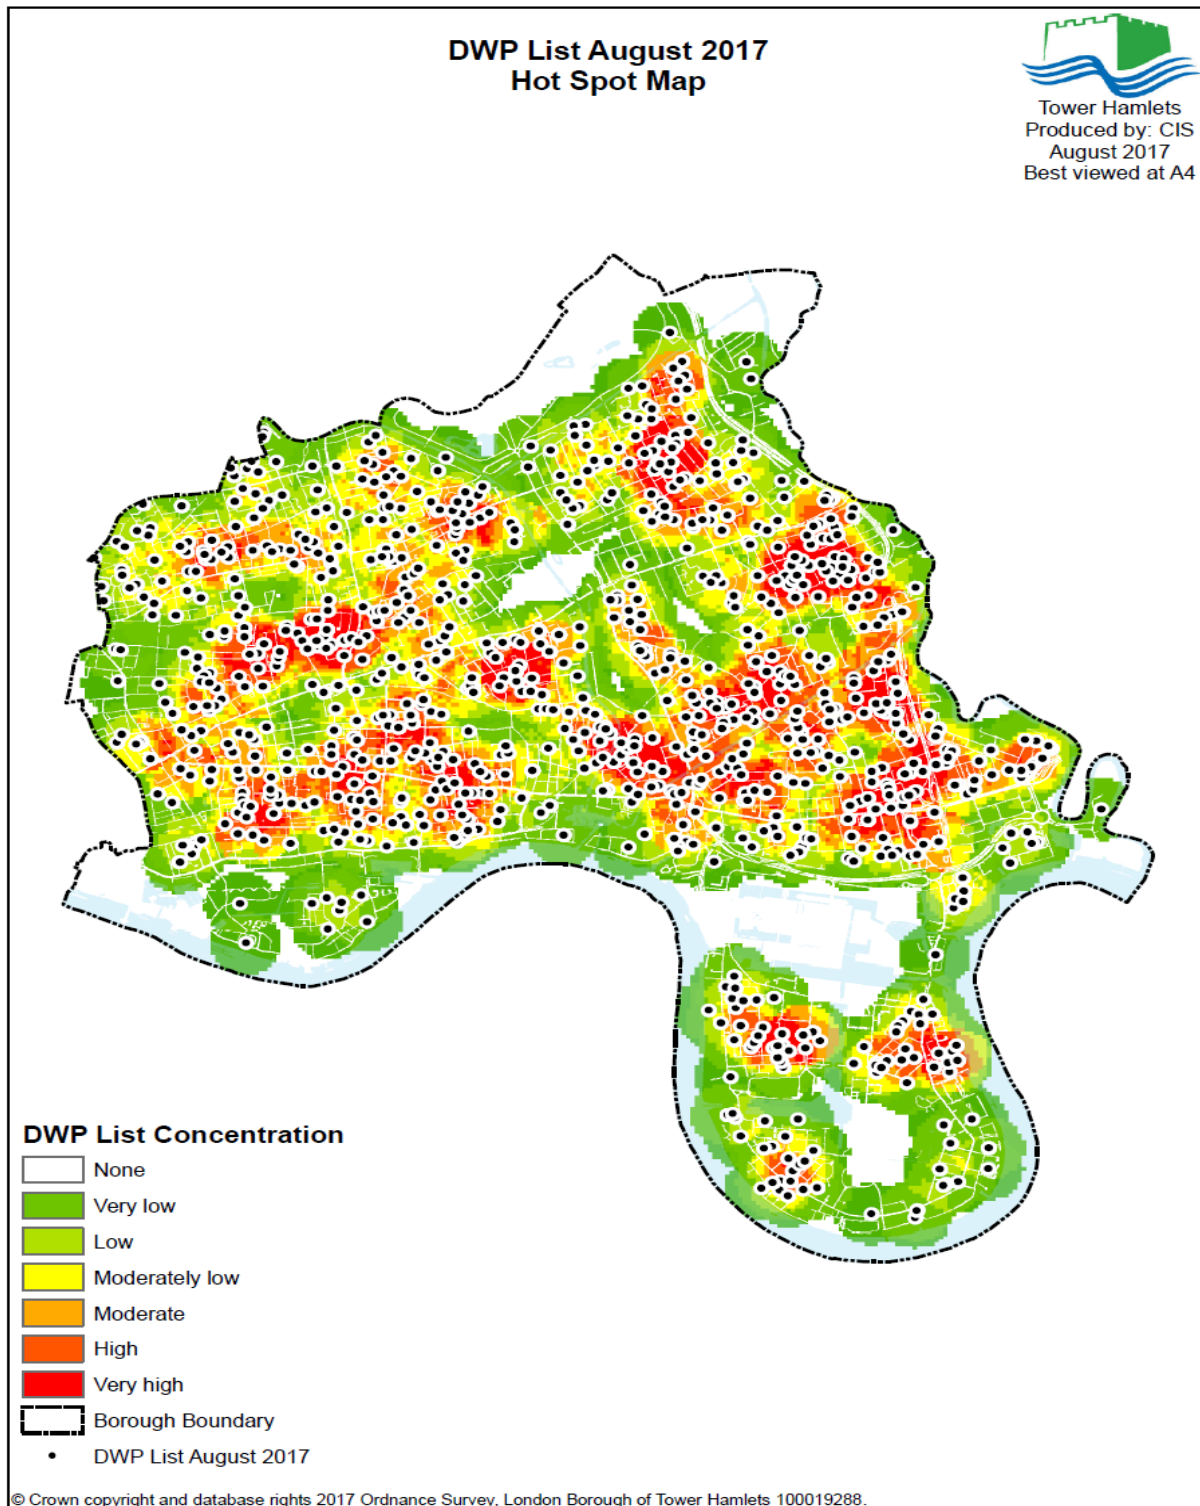 DWP List August 2017
Hot Spot Map
Tower Hamlets
Produced by: CIS
August 2017
Best viewed at A4
DWP List Concentration
None
Very low
Low
Moderately low
Moderate
High
Very high
Borough Boundary
DWP List August 2017
© Crown copyright and database rights 2017 Ordnance Survey, London Borough of Tower Hamlets 100019288.